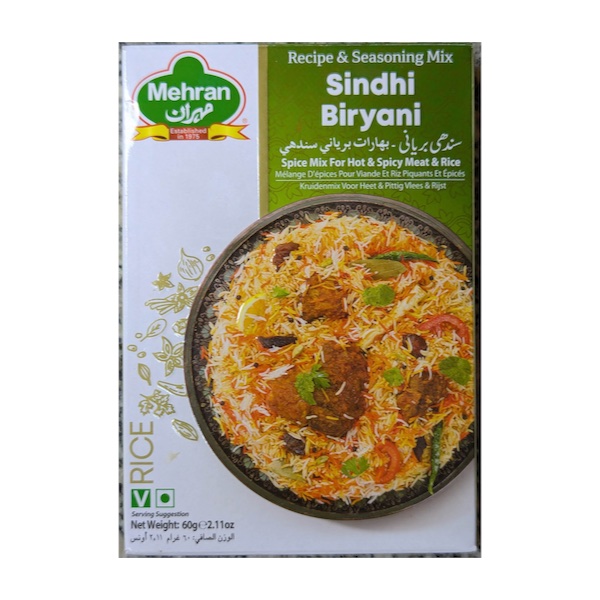 Mehran
مهران
®
Established
in 1975
Recipe & Seasoning Mix
Sindhi
Biryani
سندھی بریانی - بهارات برياني سندهي
Spice Mix For Hot & Spicy Meat & Rice
Mélange D'épices Pour Viande Et Riz Piquants Et Épicés
Kruidenmix Voor Heet & Pittig Vlees & Rijst
RICE
V
Serving Suggestion
Net Weight: 60g℮2.11oz
الوزن الصافي: ٦٠ غرام ٢٫١١ أونس